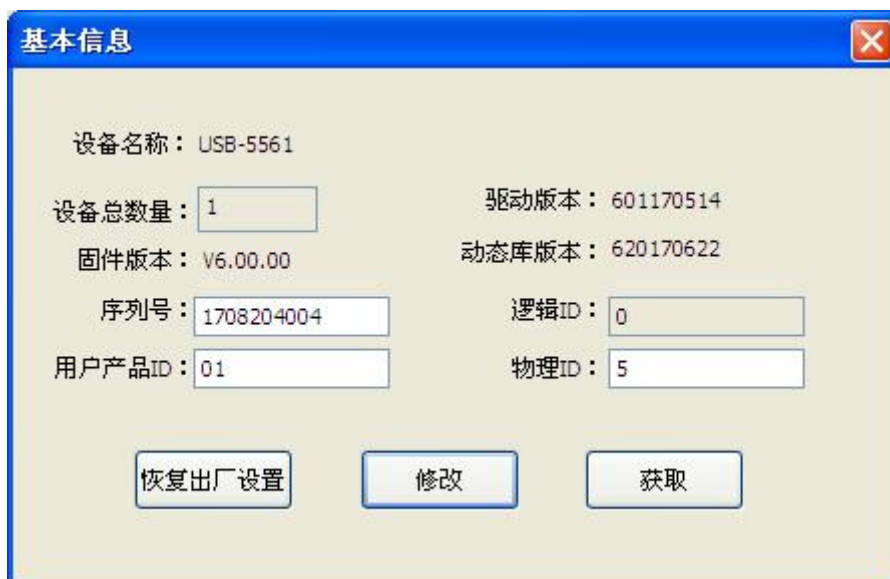 基本信息
设备名称：USB-5561
设备总数量：1
驱动版本：601170514
固件版本：V6.00.00
动态库版本：620170622
序列号：1708204004
逻辑ID：0
用户产品ID：01
物理ID：5
恢复出厂设置
修改
获取